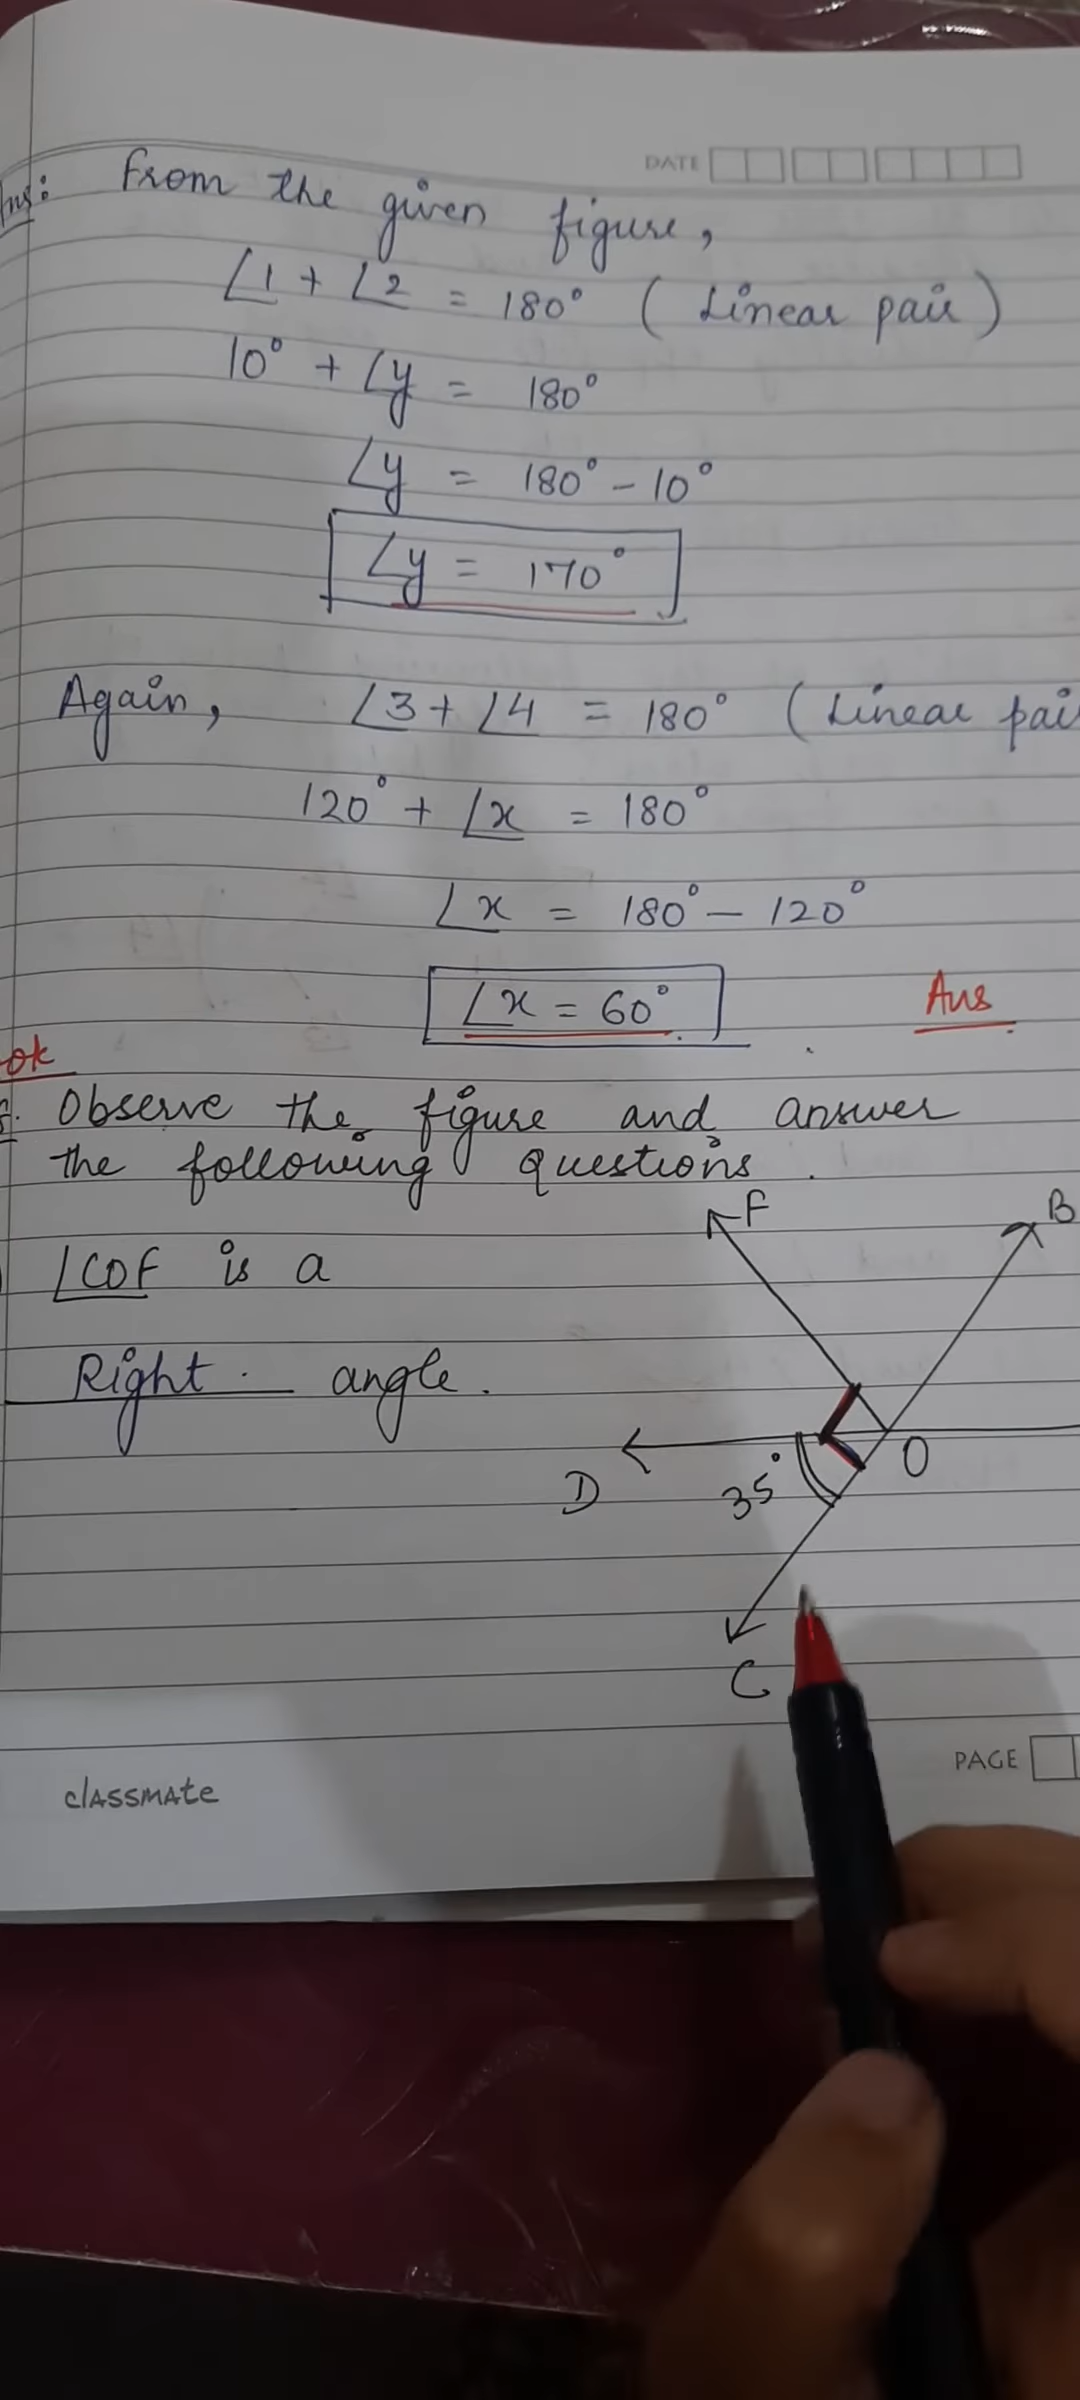 DATE
Ans: From the given figure,
∠1 + ∠2 = 180° (Linear pair)
10° + ∠y = 180°
∠y = 180° - 10°
∠y = 170°
Again, ∠3 + ∠4 = 180° (Linear pair
120° + ∠x = 180°
∠x = 180° - 120°
∠x = 60°
Ans
Observe the figure and answer
the following questions.
F B
∠COF is a
Right angle.
D 35° O
C
PAGE
classmate